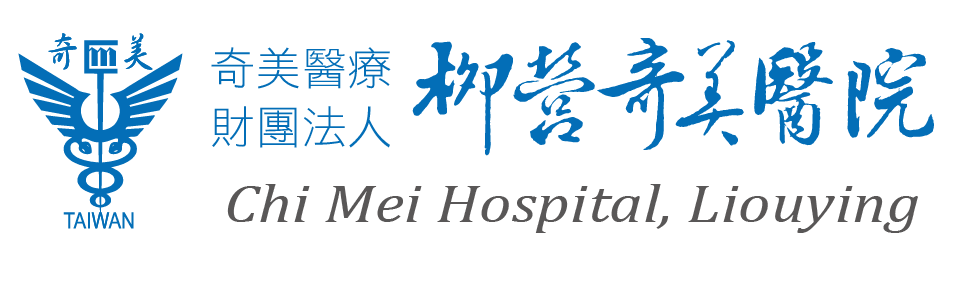 奇美
TAIWAN
奇美醫療
財團法人
柳營奇美醫院
Chi Mei Hospital, Liouying